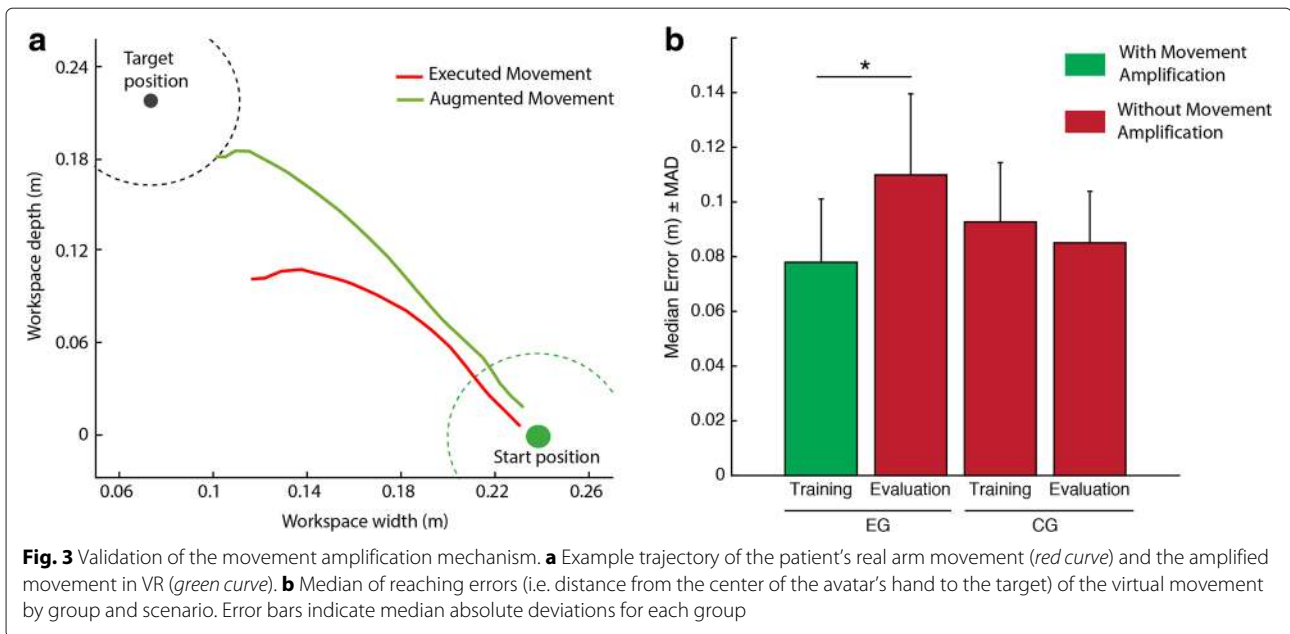 a
Target
position
Executed Movement
Augmented Movement
0.24
0.18
0.12
0.06
0
Workspace depth (m)
Start position
0.06 0.1 0.14 0.18 0.22 0.26
Workspace width (m)
b
With Movement
Amplification
Without Movement
Amplification
*
0.14
0.12
0.1
0.08
0.06
0.04
0.02
0
Median Error (m) ± MAD
Training Evaluation Training Evaluation
EG CG
Fig. 3 Validation of the movement amplification mechanism. a Example trajectory of the patient's real arm movement (red curve) and the amplified
movement in VR (green curve). b Median of reaching errors (i.e. distance from the center of the avatar's hand to the target) of the virtual movement
by group and scenario. Error bars indicate median absolute deviations for each group